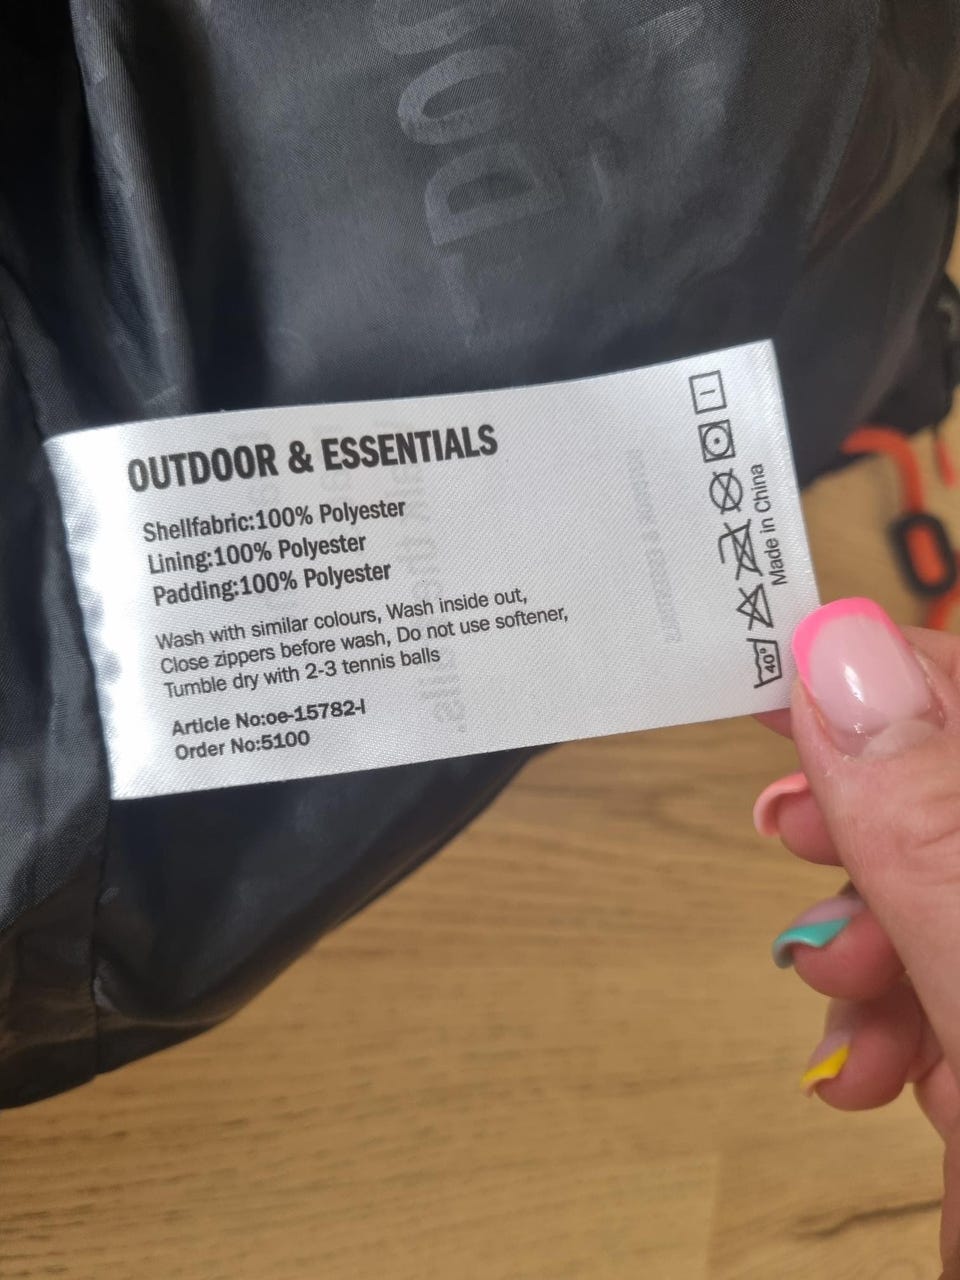 OUTDOOR & ESSENTIALS
Shellfabric:100% Polyester
Lining:100% Polyester
Padding:100% Polyester
Wash with similar colours, Wash inside out,
Close zippers before wash, Do not use softener,
Tumble dry with 2-3 tennis balls
Article No:oe-15782-l
Order No:5100
40°
Made in China